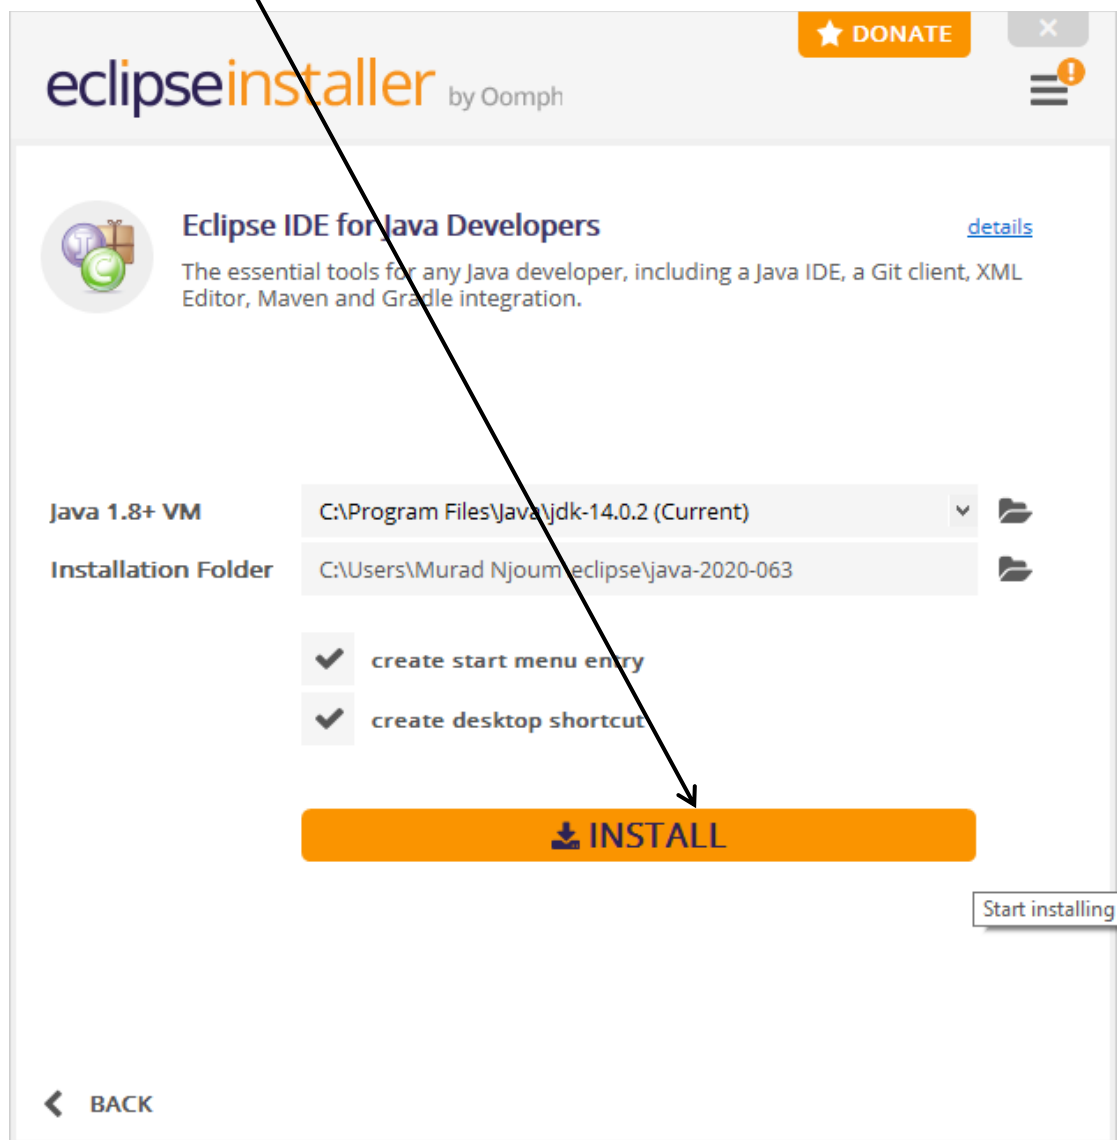 DONATE
eclipseinstaller by Oomph
Eclipse IDE for Java Developers
details
The essential tools for any Java developer, including a Java IDE, a Git client, XML
Editor, Maven and Gradle integration.
Java 1.8+ VM
C:\Program Files\Java\jdk-14.0.2 (Current)
Installation Folder
C:\Users\Murad Njoum\eclipse\java-2020-063
create start menu entry
create desktop shortcut
INSTALL
Start installing
BACK